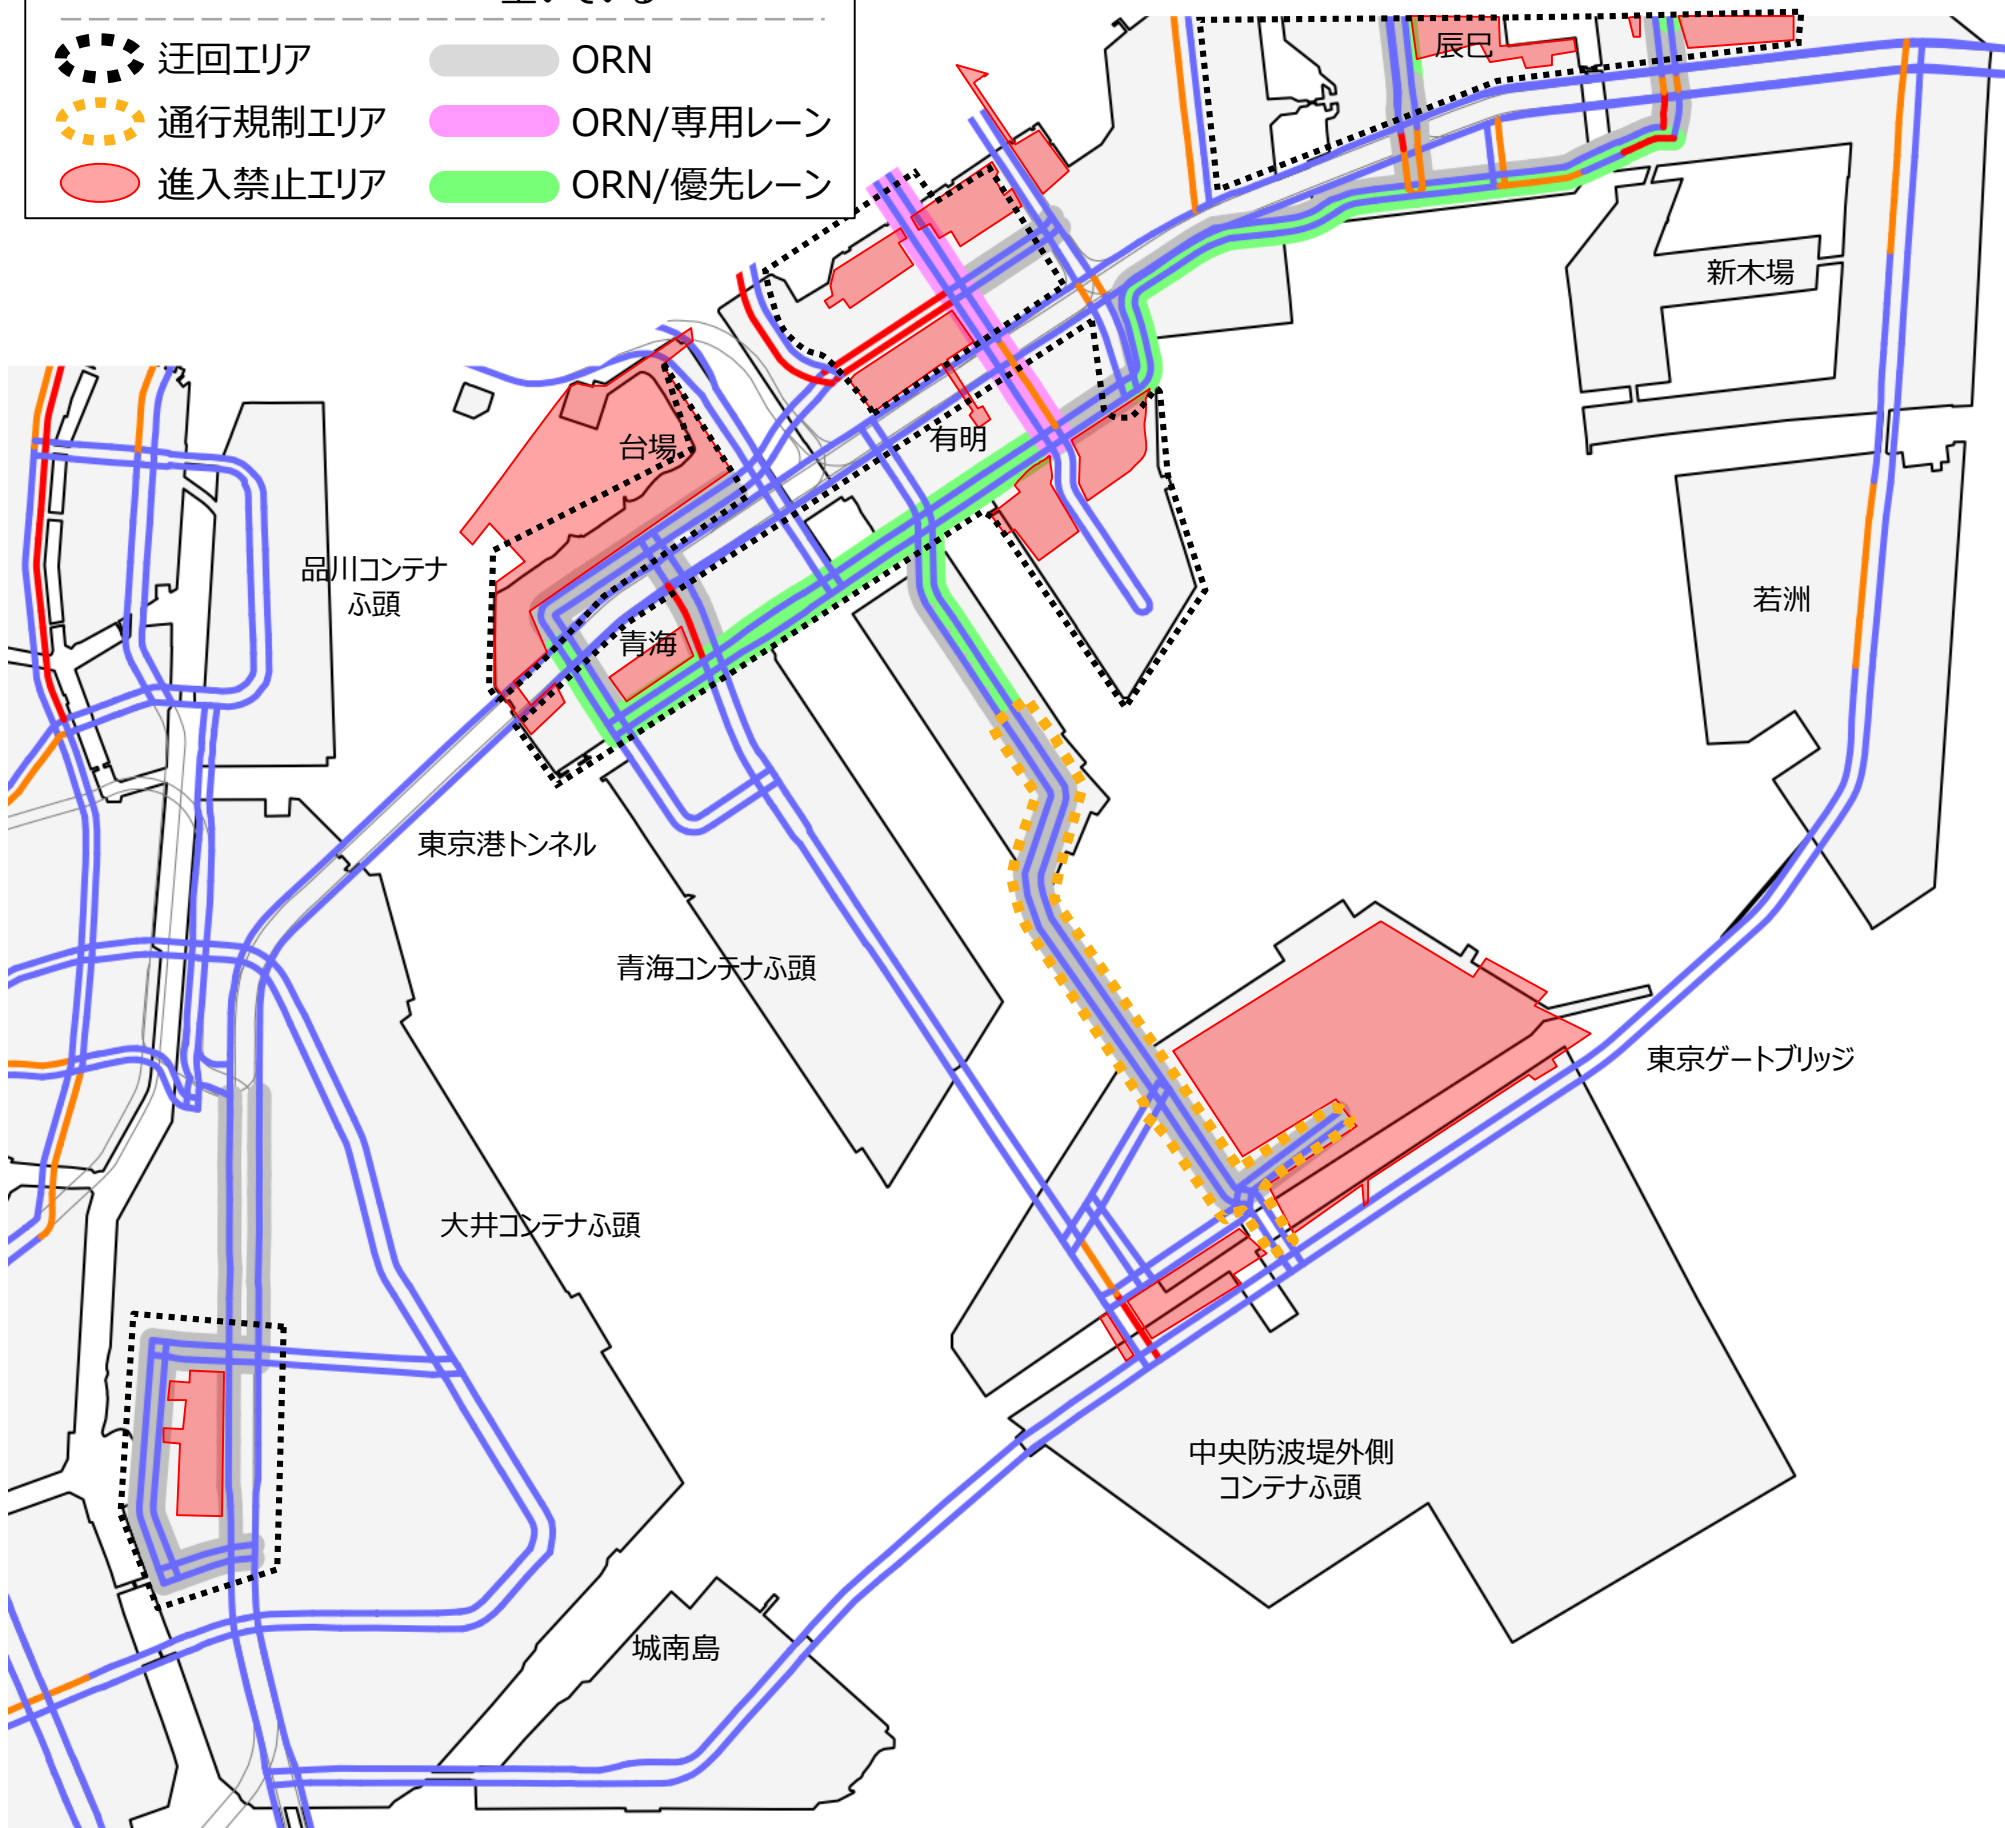 空いている
迂回エリア
ORN
通行規制エリア
ORN/専用レーン
進入禁止エリア
ORN/優先レーン
辰巳
新木場
有明
台場
品川コンテナ
ふ頭
若洲
青海
東京港トンネル
青海コンテナふ頭
東京ゲートブリッジ
大井コンテナふ頭
中央防波堤外側
コンテナふ頭
城南島